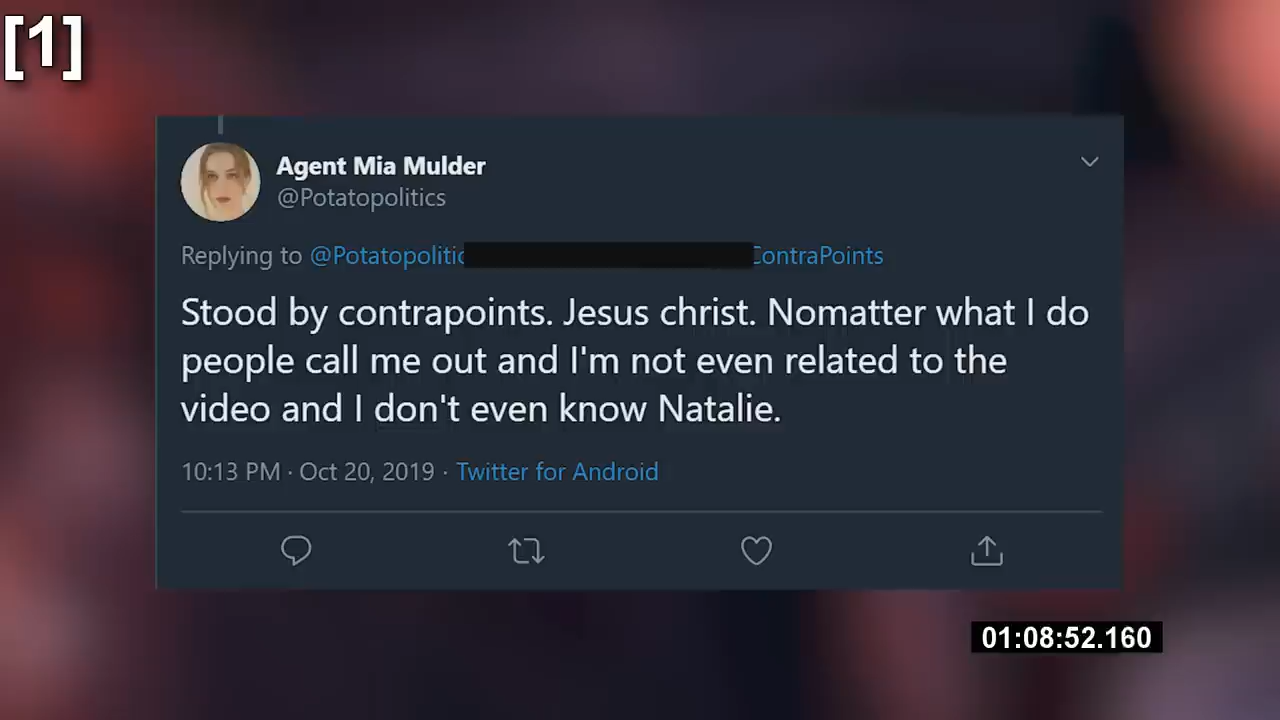 [1]
Agent Mia Mulder
@Potatopolitics
Replying to @Potatopolitic ContraPoints
Stood by contrapoints. Jesus christ. Nomatter what I do
people call me out and I'm not even related to the
video and I don't even know Natalie.
10:13 PM · Oct 20, 2019 · Twitter for Android
01:08:52.160